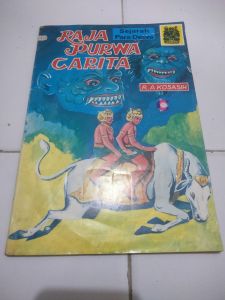 RAJA
PURWA
CARITA
Sejarah
Para Dewa
R.A KOSASIH